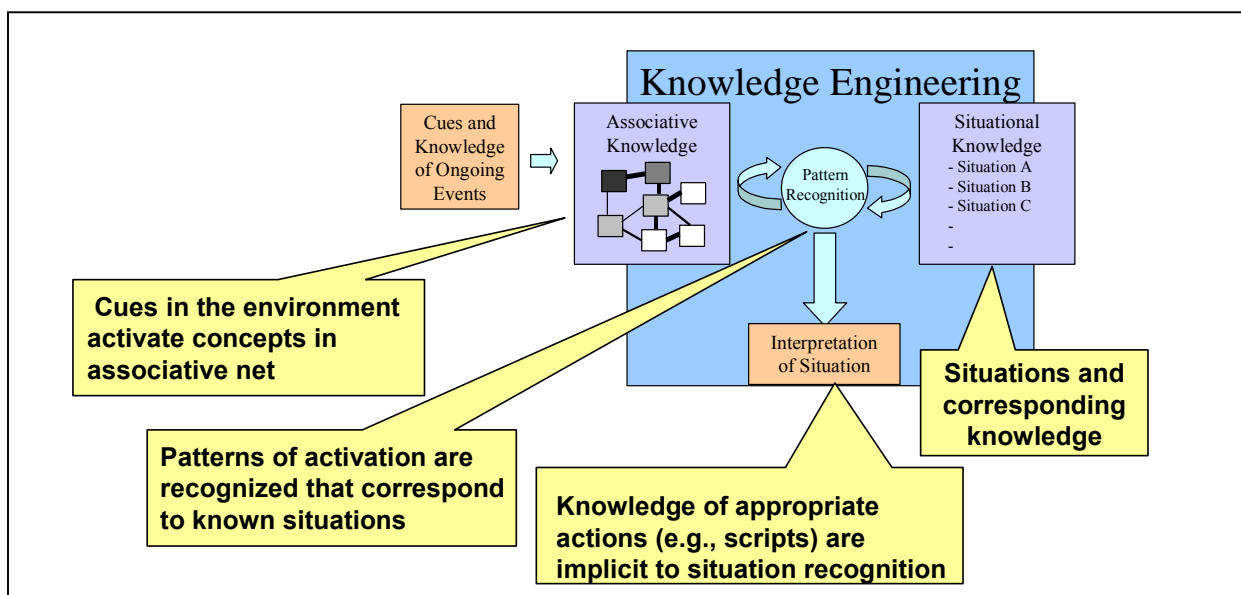 Knowledge Engineering
Cues and
Knowledge
of Ongoing
Events
Associative
Knowledge
Pattern
Recognition
Situational
Knowledge
- Situation A
- Situation B
- Situation C
-
-
Interpretation
of Situation
Cues in the environment
activate concepts in
associative net
Patterns of activation are
recognized that correspond
to known situations
Knowledge of appropriate
actions (e.g., scripts) are
implicit to situation recognition
Situations and
corresponding
knowledge